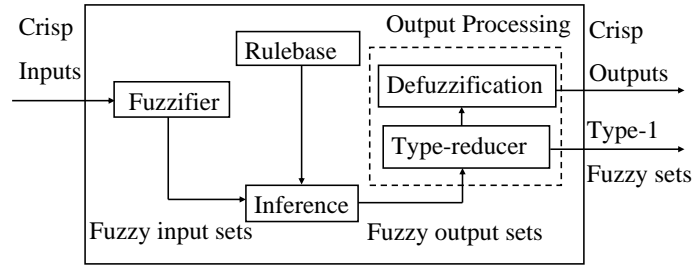 Crisp
Inputs
Fuzzifier
Rulebase
Inference
Fuzzy input sets
Fuzzy output sets
Output Processing
Defuzzification
Type-reducer
Crisp
Outputs
Type-1
Fuzzy sets